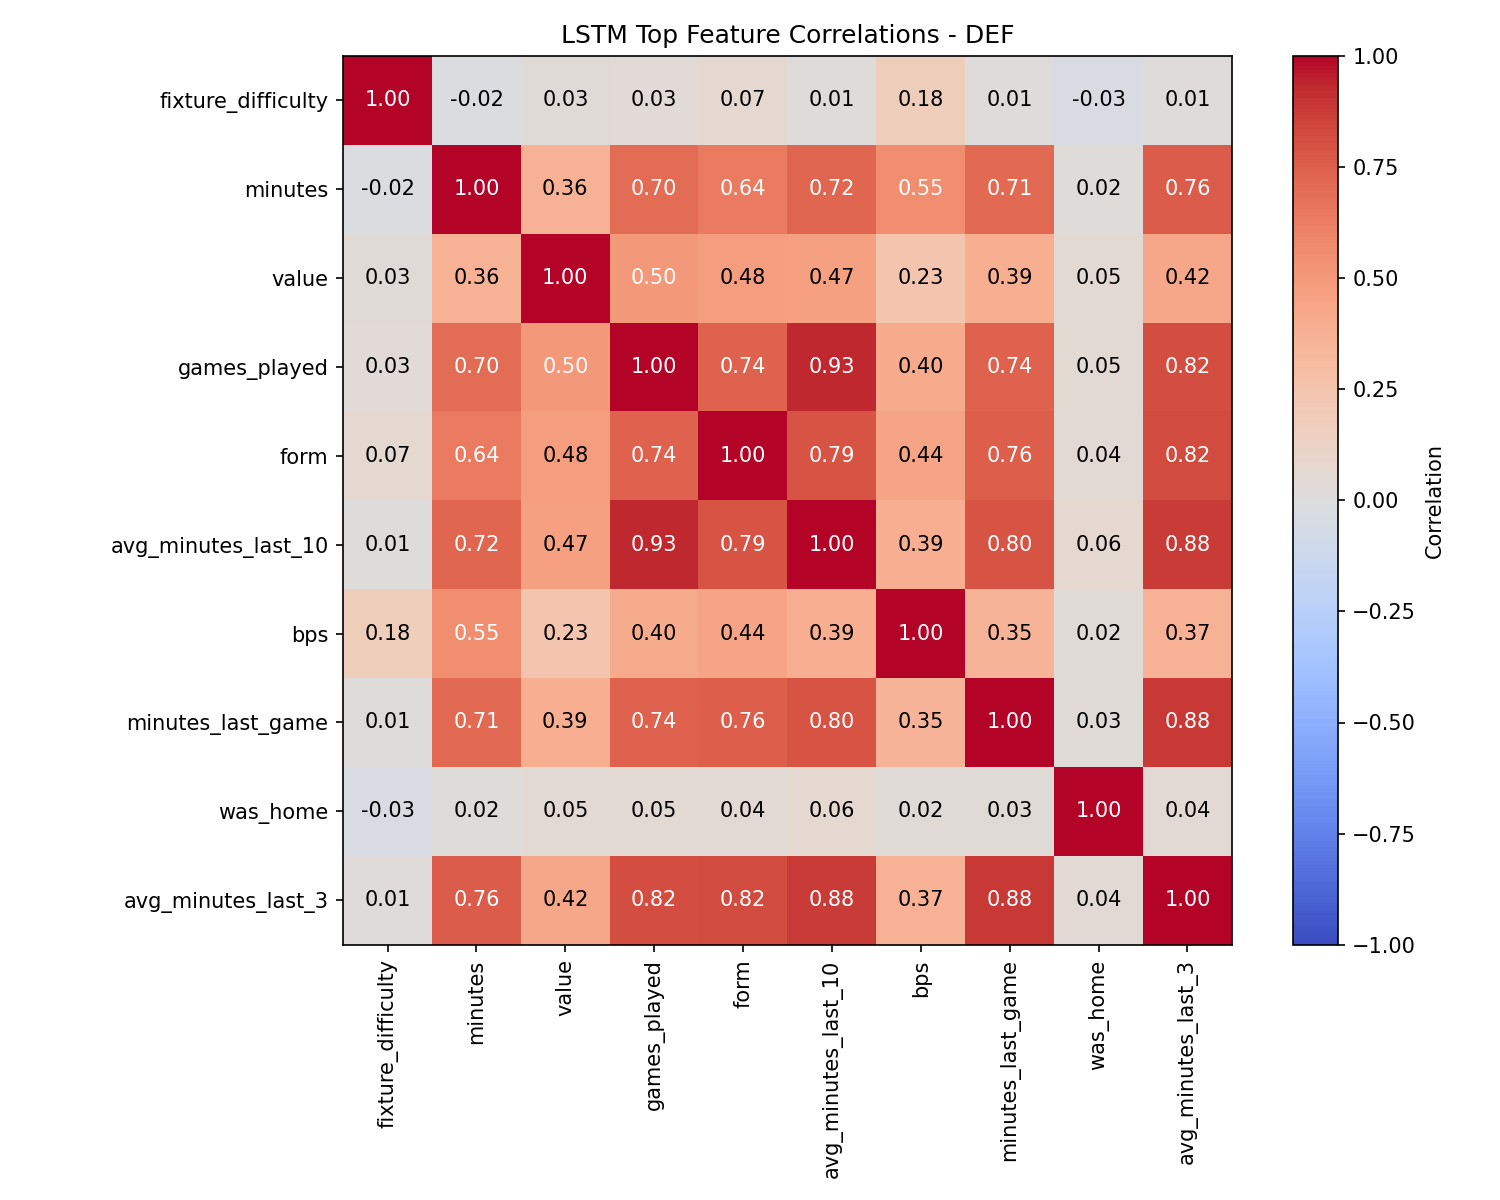 LSTM Top Feature Correlations - DEF
fixture_difficulty 1.00 -0.02 0.03 0.03 0.07 0.01 0.18 0.01 -0.03 0.01
minutes -0.02 1.00 0.36 0.70 0.64 0.72 0.55 0.71 0.02 0.76
value 0.03 0.36 1.00 0.50 0.48 0.47 0.23 0.39 0.05 0.42
games_played 0.03 0.70 0.50 1.00 0.74 0.93 0.40 0.74 0.05 0.82
form 0.07 0.64 0.48 0.74 1.00 0.79 0.44 0.76 0.04 0.82
avg_minutes_last_10 0.01 0.72 0.47 0.93 0.79 1.00 0.39 0.80 0.06 0.88
bps 0.18 0.55 0.23 0.40 0.44 0.39 1.00 0.35 0.02 0.37
minutes_last_game 0.01 0.71 0.39 0.74 0.76 0.80 0.35 1.00 0.03 0.88
was_home -0.03 0.02 0.05 0.05 0.04 0.06 0.02 0.03 1.00 0.04
avg_minutes_last_3 0.01 0.76 0.42 0.82 0.82 0.88 0.37 0.88 0.04 1.00
fixture_difficulty
minutes
value
games_played
form
avg_minutes_last_10
bps
minutes_last_game
was_home
avg_minutes_last_3
1.00
0.75
0.50
0.25
0.00
−0.25
−0.50
−0.75
−1.00
Correlation